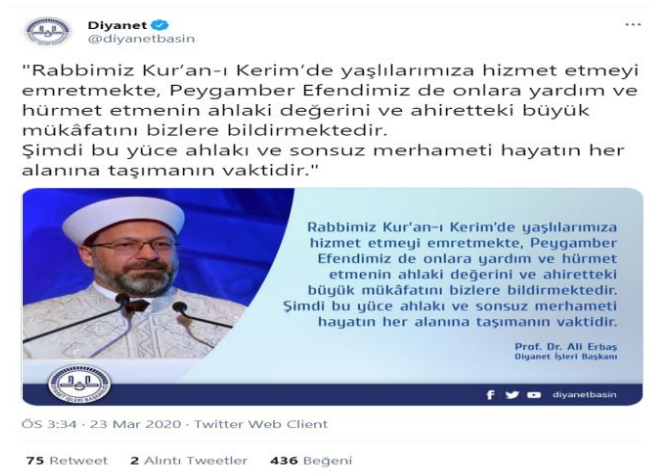 Diyanet
@diyanetbasin
"Rabbimiz Kur’an-ı Kerim’de yaşlılarımıza hizmet etmeyi
emretmekte, Peygamber Efendimiz de onlara yardım ve
hürmet etmenin ahlaki değerini ve ahiretteki büyük
mükâfatını bizlere bildirmektedir.
Şimdi bu yüce ahlakı ve sonsuz merhameti hayatın her
alanına taşımanın vaktidir."
Rabbimiz Kur’an-ı Kerim’de yaşlılarımıza
hizmet etmeyi emretmekte, Peygamber
Efendimiz de onlara yardım ve hürmet
etmenin ahlaki değerini ve ahiretteki
büyük mükâfatını bizlere bildirmektedir.
Şimdi bu yüce ahlakı ve sonsuz merhameti
hayatın her alanına taşımanın vaktidir.
Prof. Dr. Ali Erbaş
Diyanet İşleri Başkanı
diyanetbasin
ÖS 3:34 · 23 Mar 2020 · Twitter Web Client
75 Retweet 2 Alıntı Tweetler 436 Beğeni